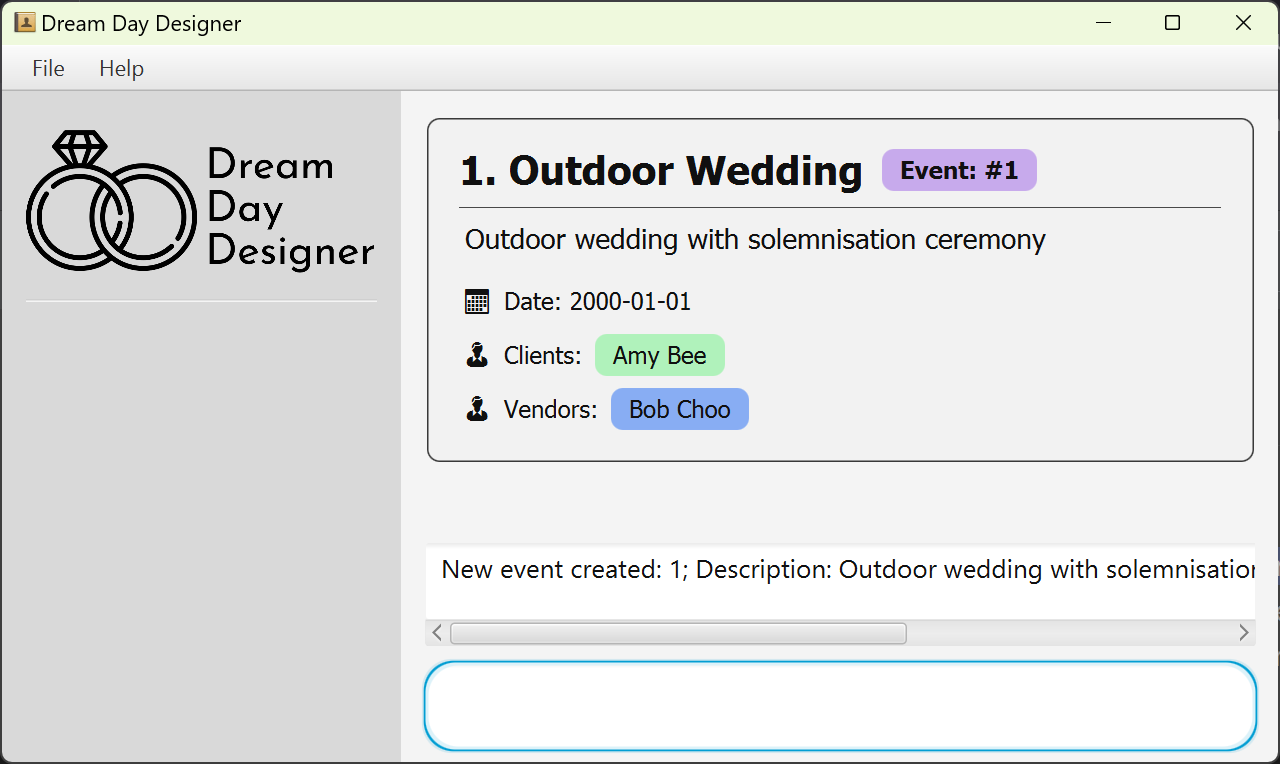 Dream Day Designer
File Help
Dream
Day
Designer
1. Outdoor Wedding Event: #1
Outdoor wedding with solemnisation ceremony
Date: 2000-01-01
Clients: Amy Bee
Vendors: Bob Choo
New event created: 1; Description: Outdoor wedding with solemnisation